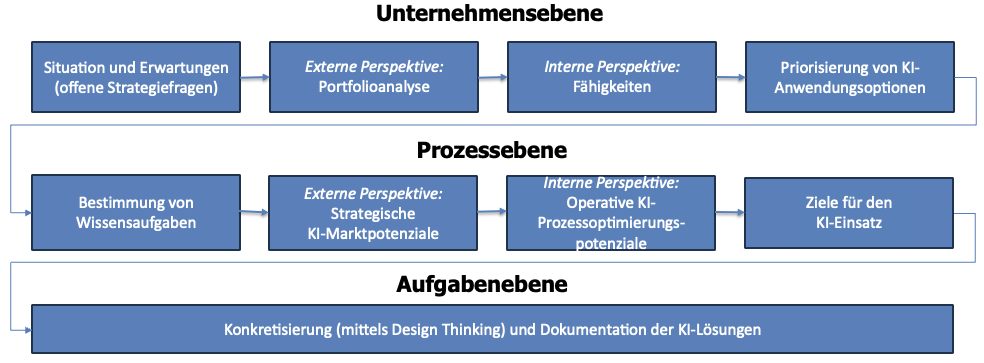 Unternehmensebene
Situation und Erwartungen
(offene Strategiefragen)
Externe Perspektive:
Portfolioanalyse
Interne Perspektive:
Fähigkeiten
Priorisierung von KI-
Anwendungsoptionen
Prozessebene
Bestimmung von
Wissensaufgaben
Externe Perspektive:
Strategische
KI-Marktpotenziale
Interne Perspektive:
Operative KI-
Prozessoptimierungs-
potenziale
Ziele für den
KI-Einsatz
Aufgabenebene
Konkretisierung (mittels Design Thinking) und Dokumentation der KI-Lösungen